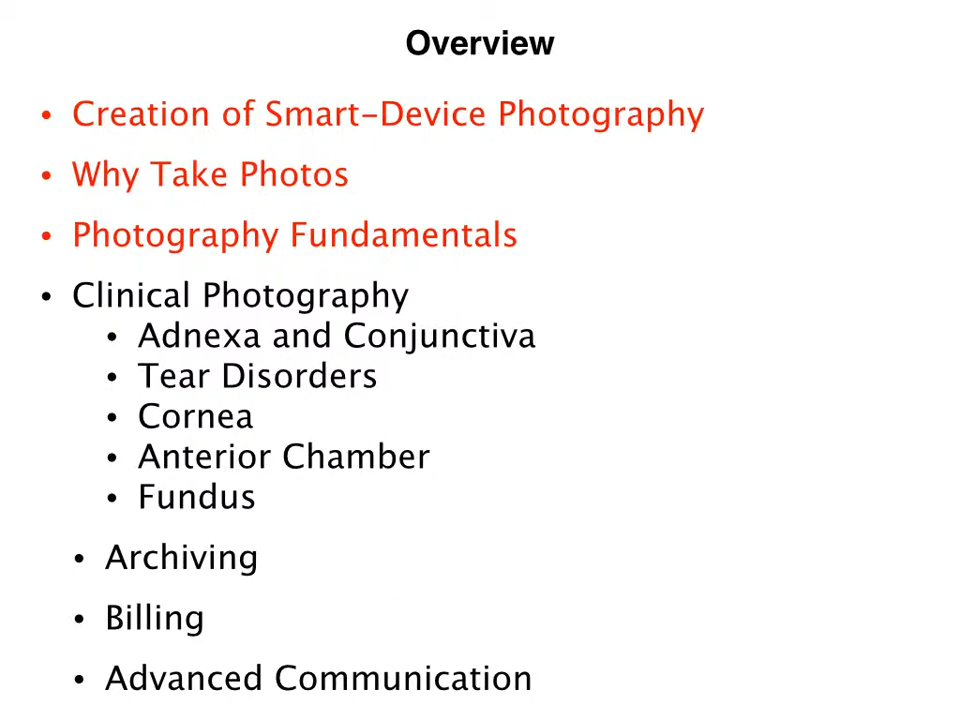 Overview
• Creation of Smart-Device Photography
• Why Take Photos
• Photography Fundamentals
• Clinical Photography
• Adnexa and Conjunctiva
• Tear Disorders
• Cornea
• Anterior Chamber
• Fundus
• Archiving
• Billing
• Advanced Communication